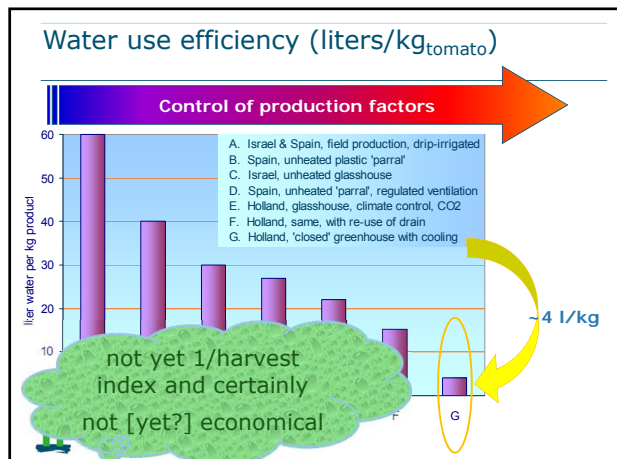 Water use efficiency (liters/kgtomato)
Control of production factors
60
50
40
30
20
10
liter water per kg product
A. Israel & Spain, field production, drip-irrigated
B. Spain, unheated plastic 'parral'
C. Israel, unheated glasshouse
D. Spain, unheated 'parral', regulated ventilation
E. Holland, glasshouse, climate control, CO2
F. Holland, same, with re-use of drain
G. Holland, 'closed' greenhouse with cooling
~4 l/kg
not yet 1/harvest
index and certainly
not [yet?] economical
F G